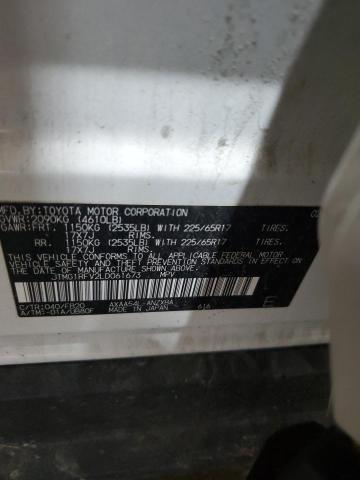 MFD. BY: TOYOTA MOTOR CORPORATION
GVWR: 2090KG (4610LB)
GAWR: FRT. 1150KG (2535LB) WITH 225/65R17 TIRES,
17X7J RIMS,
RR. 1150KG (2535LB) WITH 225/65R17 TIRES,
17X7J RIMS,
THIS VEHICLE CONFORMS TO ALL APPLICABLE
FEDERAL MOTOR VEHICLE SAFETY, BUMPER, AND
THEFT PREVENTION STANDARDS IN EFFECT ON THE DATE OF
MANUFACTURE SHOWN ABOVE.
MPV
C/TR: 040/FB20 AXAA54L-ANZXBA
A/TM: -01A/UB80F MADE IN JAPAN 616
E